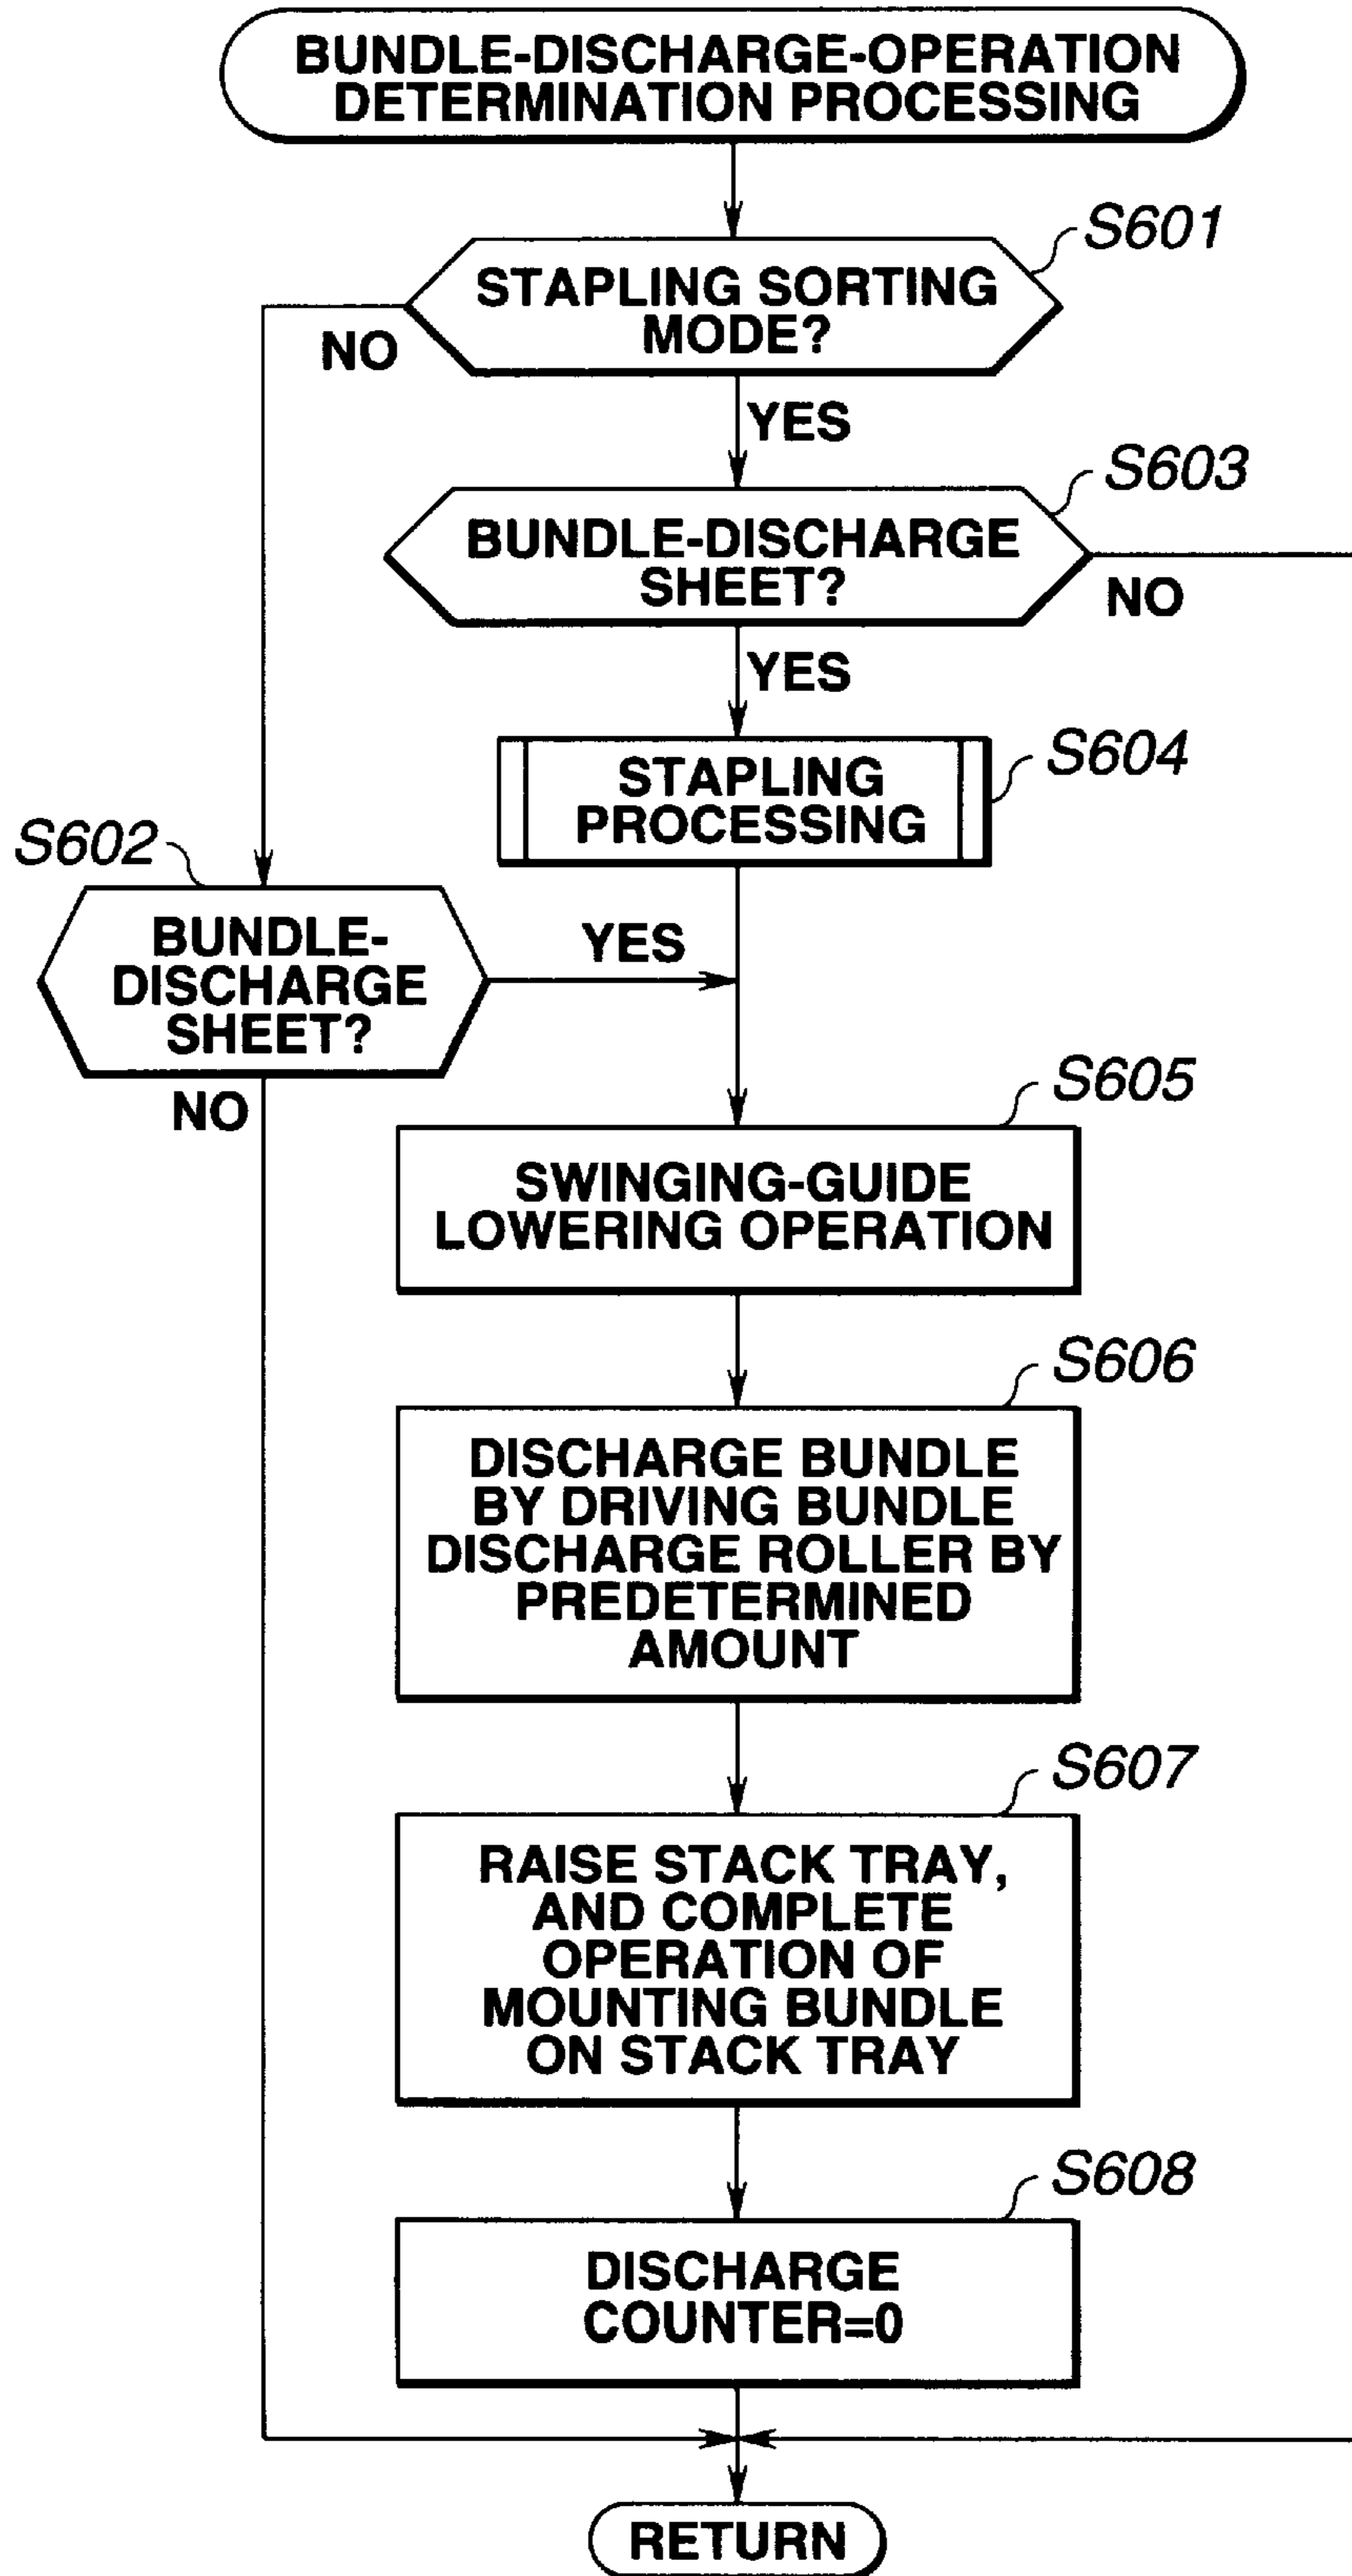 BUNDLE-DISCHARGE-OPERATION
DETERMINATION PROCESSING
S601
STAPLING SORTING
MODE?
NO
YES
S603
BUNDLE-DISCHARGE
SHEET?
NO
YES
S604
STAPLING
PROCESSING
S602
BUNDLE-
DISCHARGE
SHEET?
YES
NO
S605
SWINGING-GUIDE
LOWERING OPERATION
S606
DISCHARGE BUNDLE
BY DRIVING BUNDLE
DISCHARGE ROLLER BY
PREDETERMINED
AMOUNT
S607
RAISE STACK TRAY,
AND COMPLETE
OPERATION OF
MOUNTING BUNDLE
ON STACK TRAY
S608
DISCHARGE
COUNTER=0
RETURN